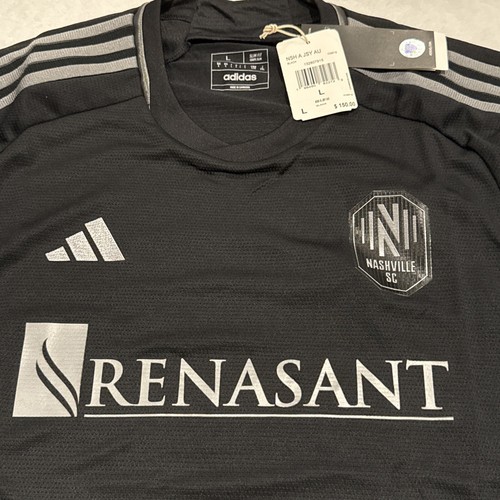 L
adidas
NSH A JSY AU
L
$ 150.00
N
NASHVILLE
SC
RENASANT